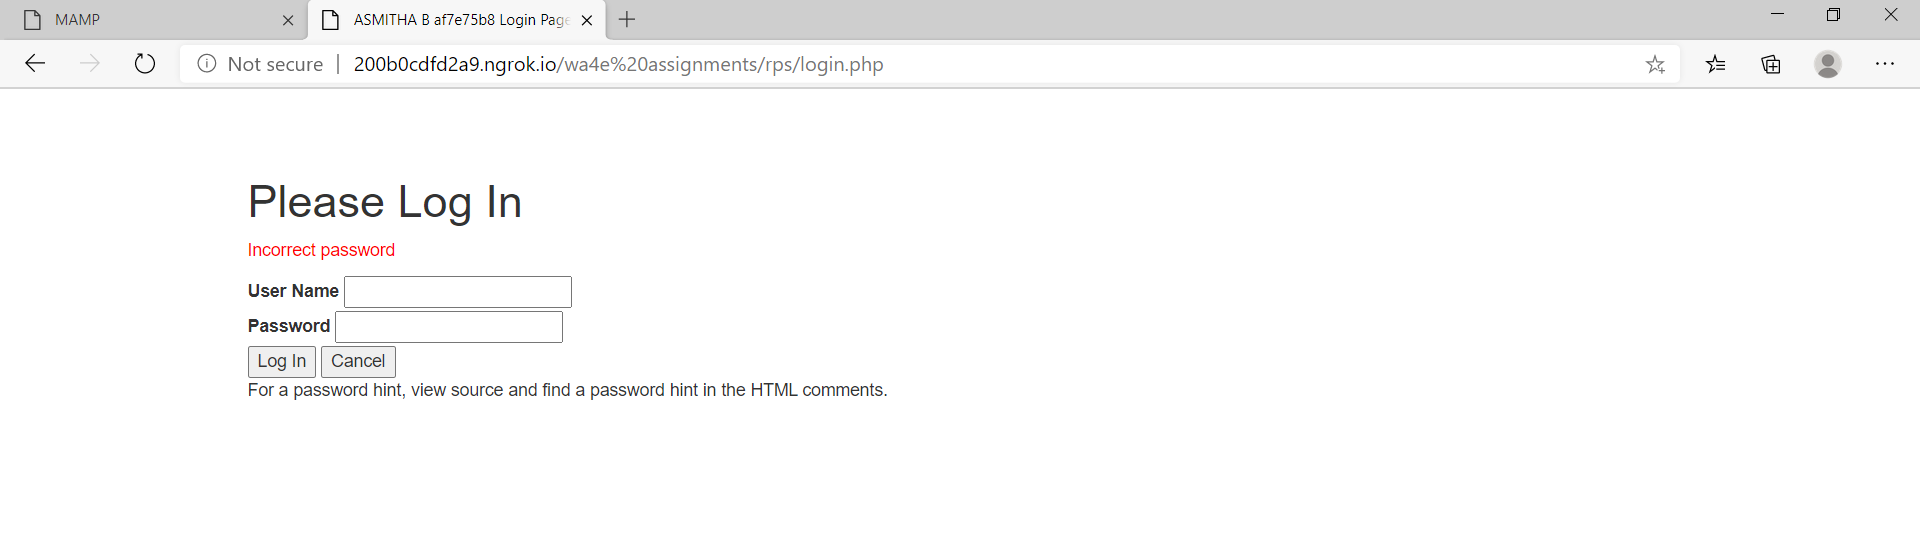 MAMP
ASMITHA B af7e75b8 Login Page
Not secure | 200b0cdfd2a9.ngrok.io/wa4e%20assignments/rps/login.php
Please Log In
Incorrect password
User Name
Password
Log In Cancel
For a password hint, view source and find a password hint in the HTML comments.